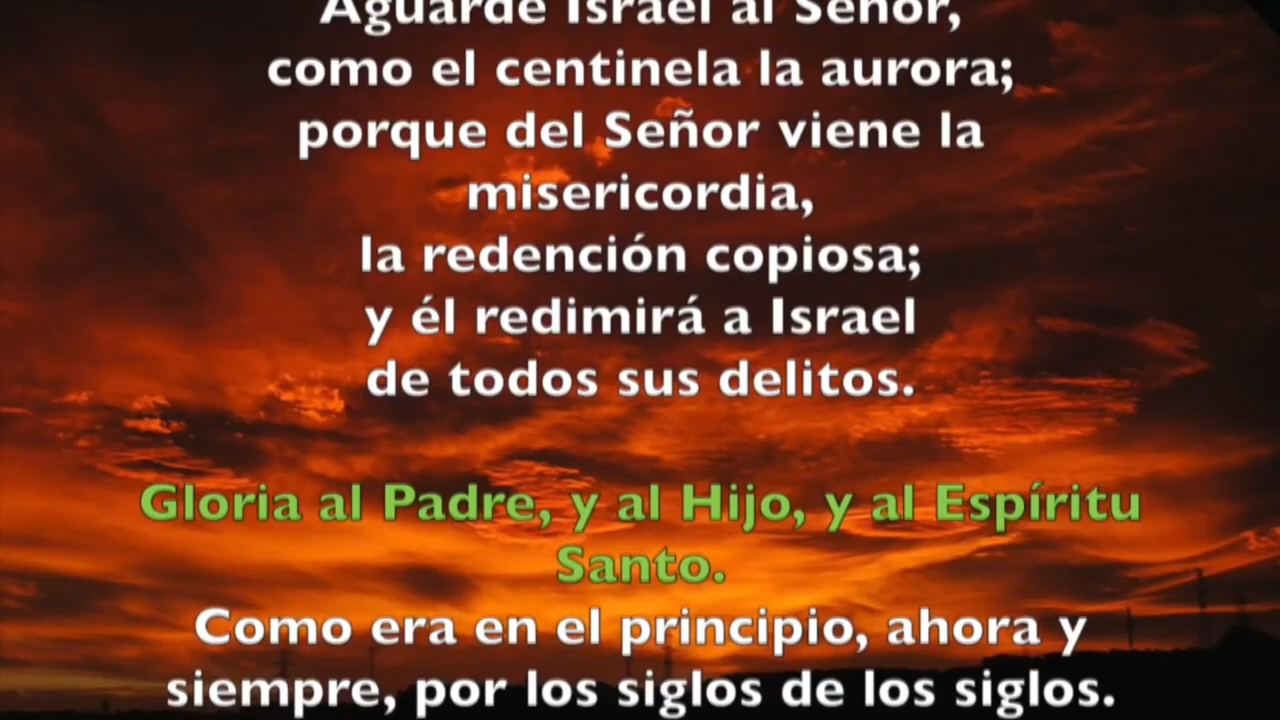 Aguarde Israel al Señor,
como el centinela la aurora;
porque del Señor viene la
misericordia,
la redención copiosa;
y él redimirá a Israel
de todos sus delitos.
Gloria al Padre, y al Hijo, y al Espíritu
Santo.
Como era en el principio, ahora y
siempre, por los siglos de los siglos.